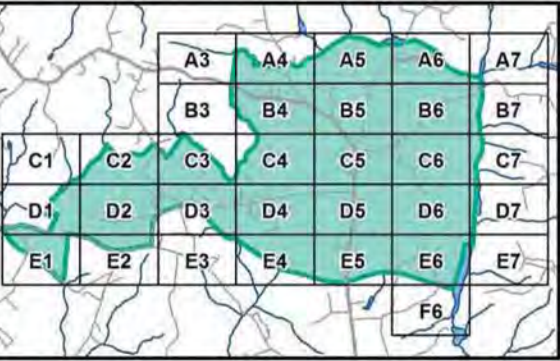 A3 A4 A5 A6 A7
B3 B4 B5 B6 B7
C1 C2 C3 C4 C5 C6 C7
D1 D2 D3 D4 D5 D6 D7
E1 E2 E3 E4 E5 E6 E7
F6